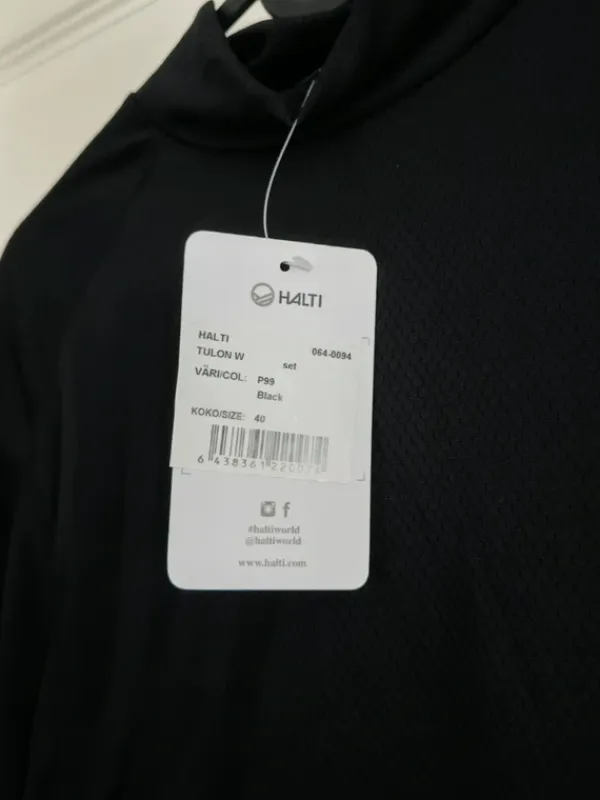 HALTI
HALTI
TULON W
064-0094
set
VÄRI/COL: P99
Black
KOKO/SIZE: 40
#haltiworld
@haltiworld
www.halti.com